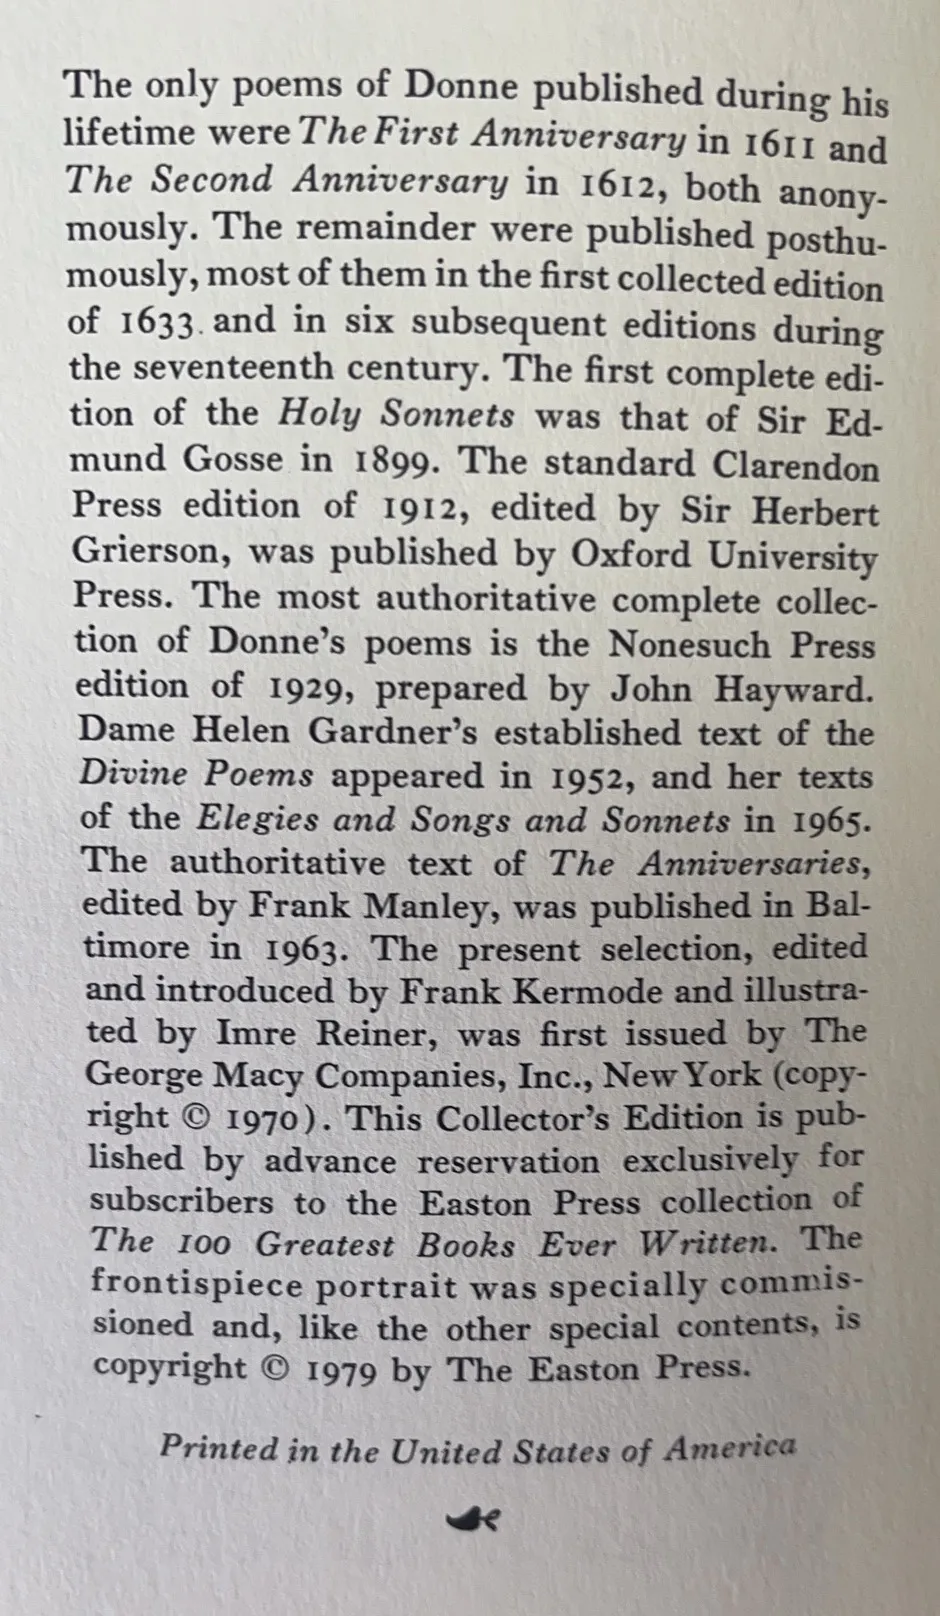 The only poems of Donne published during his
lifetime were The First Anniversary in 1611 and
The Second Anniversary in 1612, both anony-
mously. The remainder were published posthu-
mously, most of them in the first collected edition
of 1633. and in six subsequent editions during
the seventeenth century. The first complete edi-
tion of the Holy Sonnets was that of Sir Ed-
mund Gosse in 1899. The standard Clarendon
Press edition of 1912, edited by Sir Herbert
Grierson, was published by Oxford University
Press. The most authoritative complete collec-
tion of Donne's poems is the Nonesuch Press
edition of 1929, prepared by John Hayward.
Dame Helen Gardner's established text of the
Divine Poems appeared in 1952, and her texts
of the Elegies and Songs and Sonnets in 1965.
The authoritative text of The Anniversaries,
edited by Frank Manley, was published in Bal-
timore in 1963. The present selection, edited
and introduced by Frank Kermode and illustra-
ted by Imre Reiner, was first issued by The
George Macy Companies, Inc., New York (copy-
right © 1970). This Collector's Edition is pub-
lished by advance reservation exclusively for
subscribers to the Easton Press collection of
The 100 Greatest Books Ever Written. The
frontispiece portrait was specially commis-
sioned and, like the other special contents, is
copyright © 1979 by The Easton Press.
Printed in the United States of America